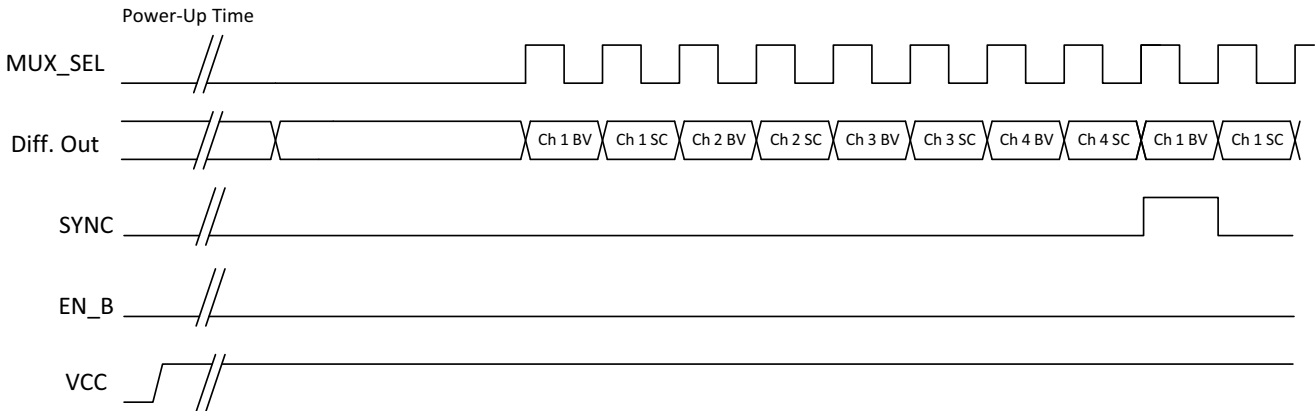 Power-Up Time
MUX_SEL
Diff. Out
Ch 1 BV Ch 1 SC Ch 2 BV Ch 2 SC Ch 3 BV Ch 3 SC Ch 4 BV Ch 4 SC Ch 1 BV Ch 1 SC
SYNC
EN_B
VCC